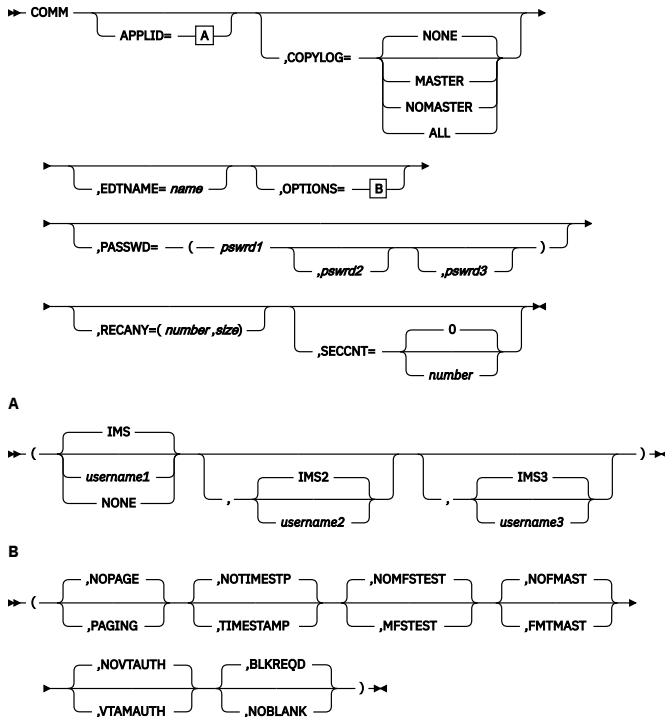 COMM
APPLID= A
,COPYLOG=
NONE
MASTER
NOMASTER
ALL
,EDTNAME= name
,OPTIONS= B
,PASSWD= ( pswrd1 ,pswrd2 ,pswrd3 )
,RECANY=( number ,size)
,SECCNT=
0
number
A
( IMS , IMS2 , IMS3 )
username1 username2 username3
NONE
B
( ,NOPAGE ,NOTIMESTP ,NOMFSTEST ,NOFMAST
,PAGING ,TIMESTAMP ,MFSTEST ,FMTMAST
,NOVTAUTH ,BLKREQD )
,VTAMAUTH ,NOBLANK